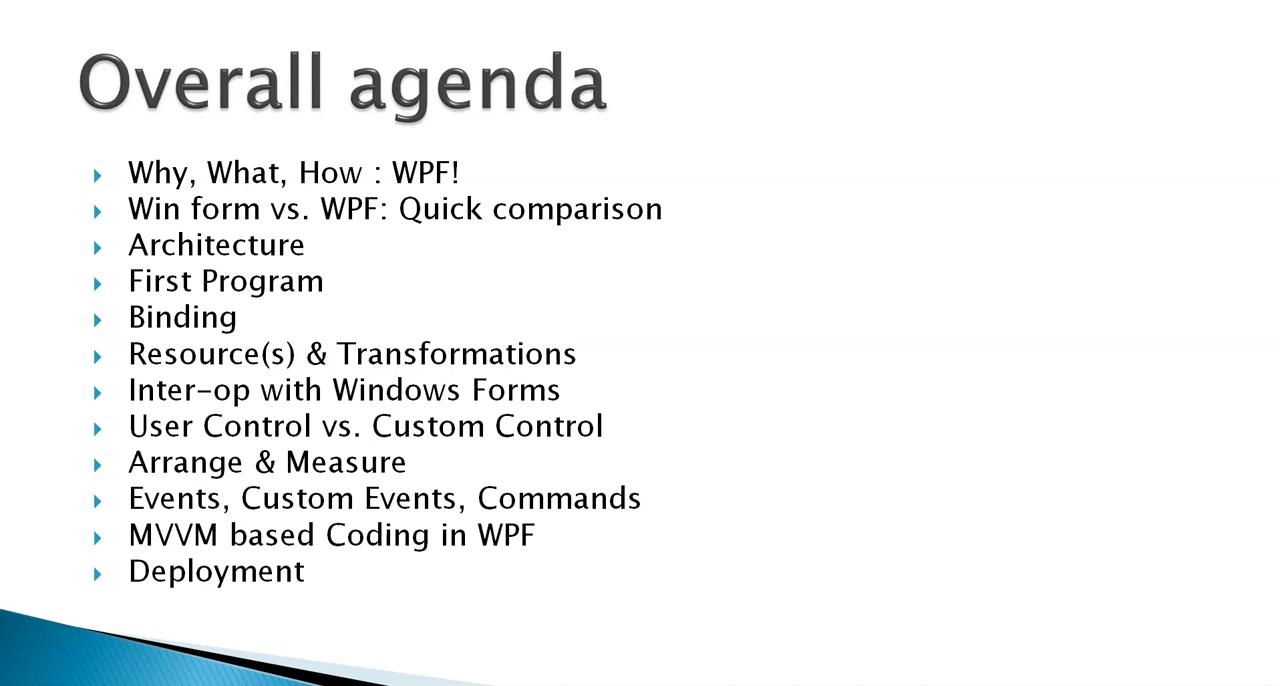 Overall agenda
Why, What, How : WPF!
Win form vs. WPF: Quick comparison
Architecture
First Program
Binding
Resource(s) & Transformations
Inter-op with Windows Forms
User Control vs. Custom Control
Arrange & Measure
Events, Custom Events, Commands
MVVM based Coding in WPF
Deployment